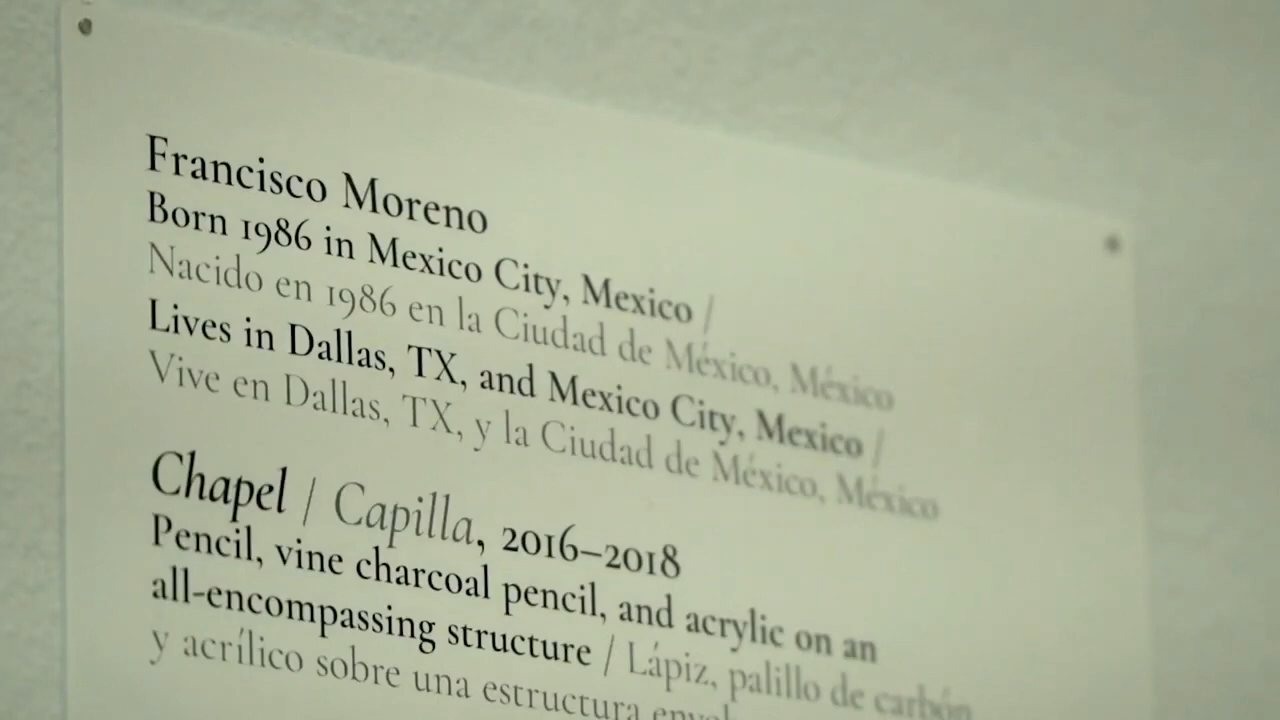 Francisco Moreno
Born 1986 in Mexico City, Mexico /
Nacido en 1986 en la Ciudad de México, México
Lives in Dallas, TX, and Mexico City, Mexico /
Vive en Dallas, TX, y la Ciudad de México, México
Chapel / Capilla, 2016–2018
Pencil, vine charcoal pencil, and acrylic on an
all-encompassing structure / Lápiz, palillo de carbón
y acrílico sobre una estructura